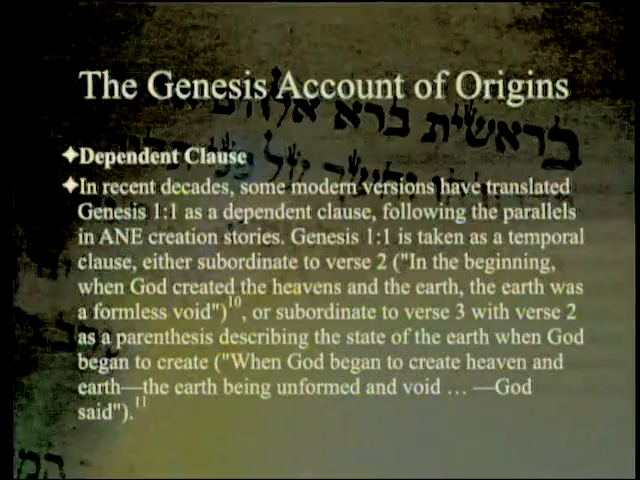 The Genesis Account of Origins
בראשית ברא אלהים
✦Dependent Clause
✦In recent decades, some modern versions have translated
Genesis 1:1 as a dependent clause, following the parallels
in ANE creation stories. Genesis 1:1 is taken as a temporal
clause, either subordinate to verse 2 ("In the beginning,
when God created the heavens and the earth, the earth was
a formless void")10, or subordinate to verse 3 with verse 2
as a parenthesis describing the state of the earth when God
began to create ("When God began to create heaven and
earth—the earth being unformed and void … —God
said").11